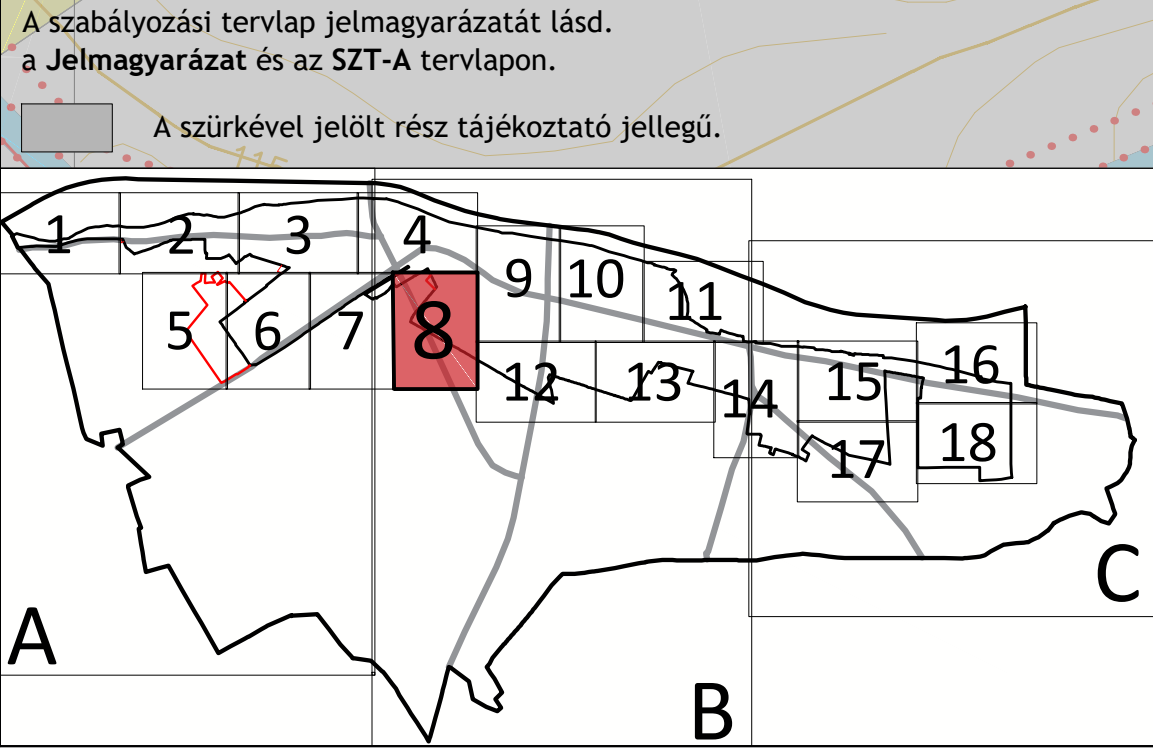 A szabályozási tervlap jelmagyarázatát lásd.
a Jelmagyarázat és az SZT-A tervlapon.
A szürkével jelölt rész tájékoztató jellegű.
115
1 2 3 4
9 10 11
5 6 7 8
12 13 14 15 16
17 18
A B C